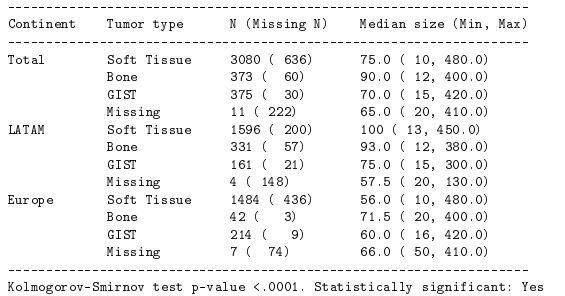 Continent Tumor type N (Missing N) Median size (Min, Max)
Total Soft Tissue 3080 ( 636) 75.0 ( 10, 480.0)
Bone 373 ( 60) 90.0 ( 12, 400.0)
GIST 375 ( 30) 70.0 ( 15, 420.0)
Missing 11 ( 222) 65.0 ( 20, 410.0)
LATAM Soft Tissue 1596 ( 200) 100 ( 13, 450.0)
Bone 331 ( 57) 93.0 ( 12, 380.0)
GIST 161 ( 21) 75.0 ( 15, 300.0)
Missing 4 ( 148) 57.5 ( 20, 130.0)
Europe Soft Tissue 1484 ( 436) 56.0 ( 10, 480.0)
Bone 42 ( 3) 71.5 ( 20, 400.0)
GIST 214 ( 9) 60.0 ( 16, 420.0)
Missing 7 ( 74) 66.0 ( 50, 410.0)
Kolmogorov-Smirnov test p-value <.0001. Statistically significant: Yes